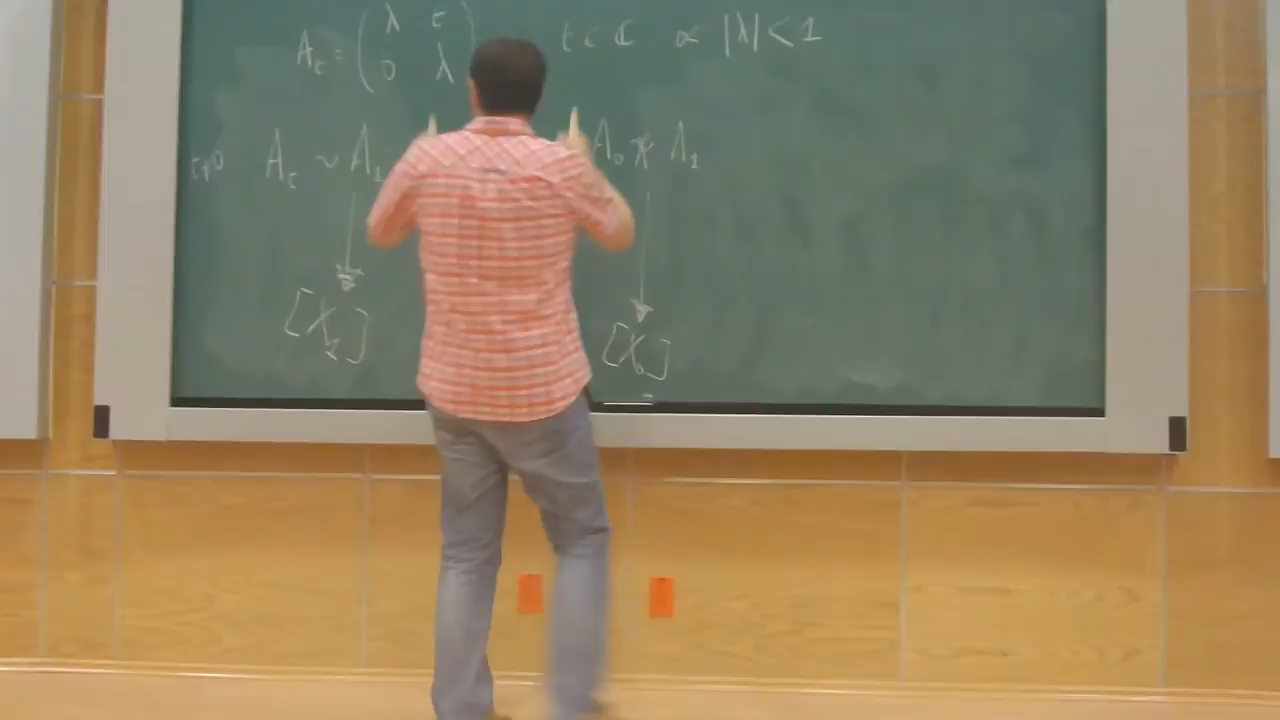 A_t = ( λ t ; 0 λ ) t ∈ ℂ 0 < |λ| < 1
t≠0 A_t ~ A_1 A_0 ≁ A_1
[X_1] [X_0]